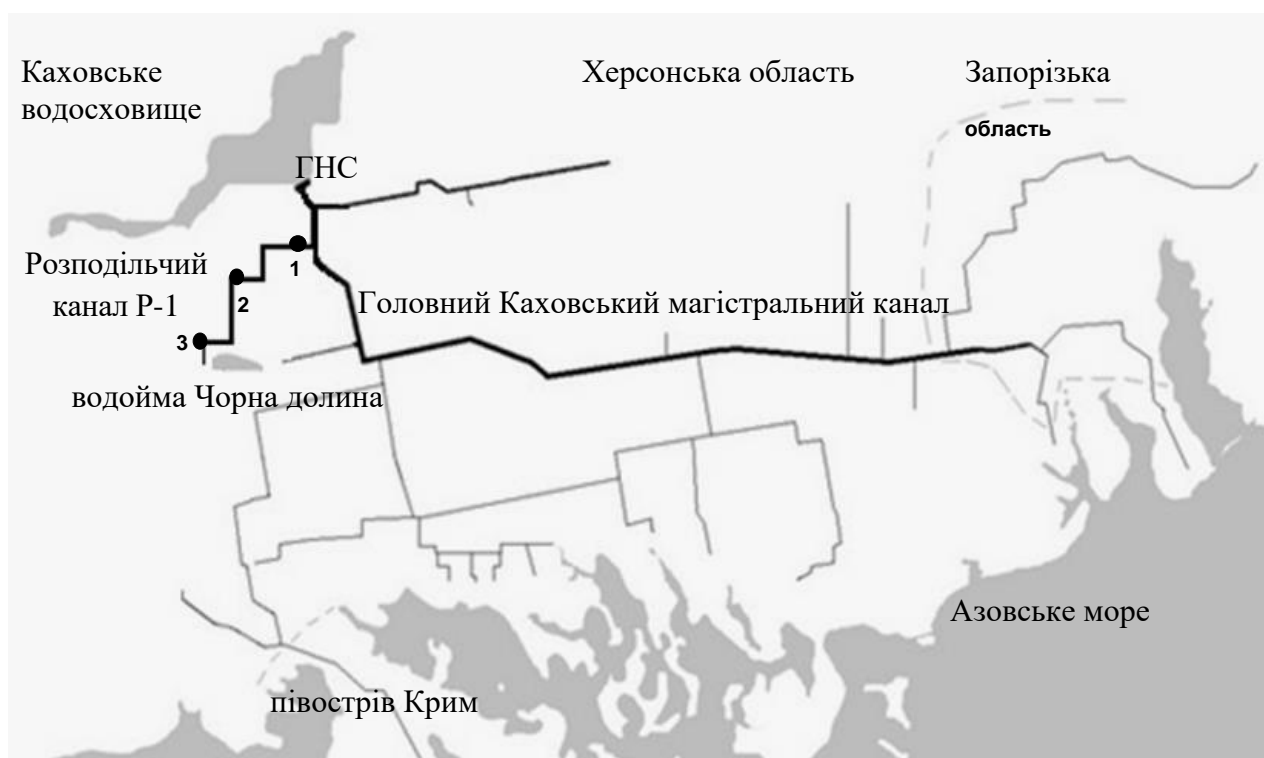 Каховське
водосховище
Херсонська область
Запорізька
область
ГНС
1
Розподільчий
канал Р-1
2
Головний Каховський магістральний канал
3
водойма Чорна долина
Азовське море
півострів Крим